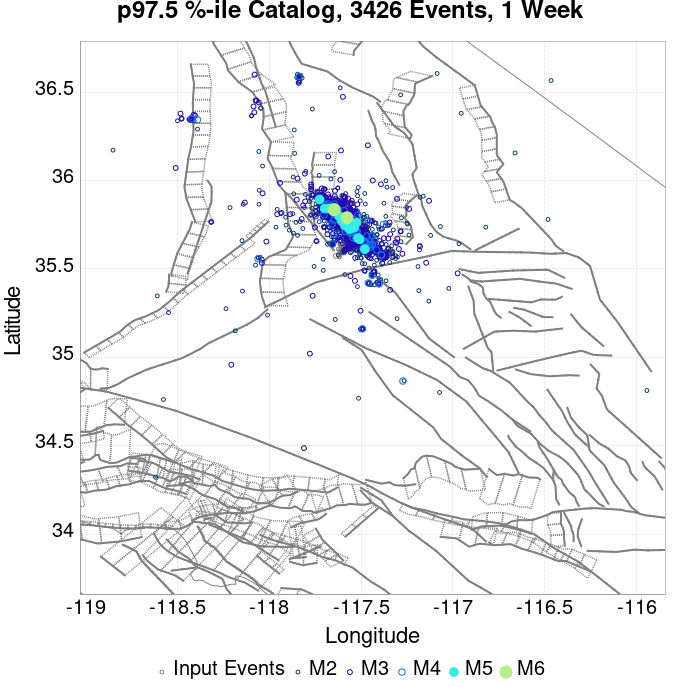 p97.5 %-ile Catalog, 3426 Events, 1 Week
36.5
36
35.5
35
34.5
34
Latitude
-119 -118.5 -118 -117.5 -117 -116.5 -116
Longitude
Input Events M2 M3 M4 M5 M6